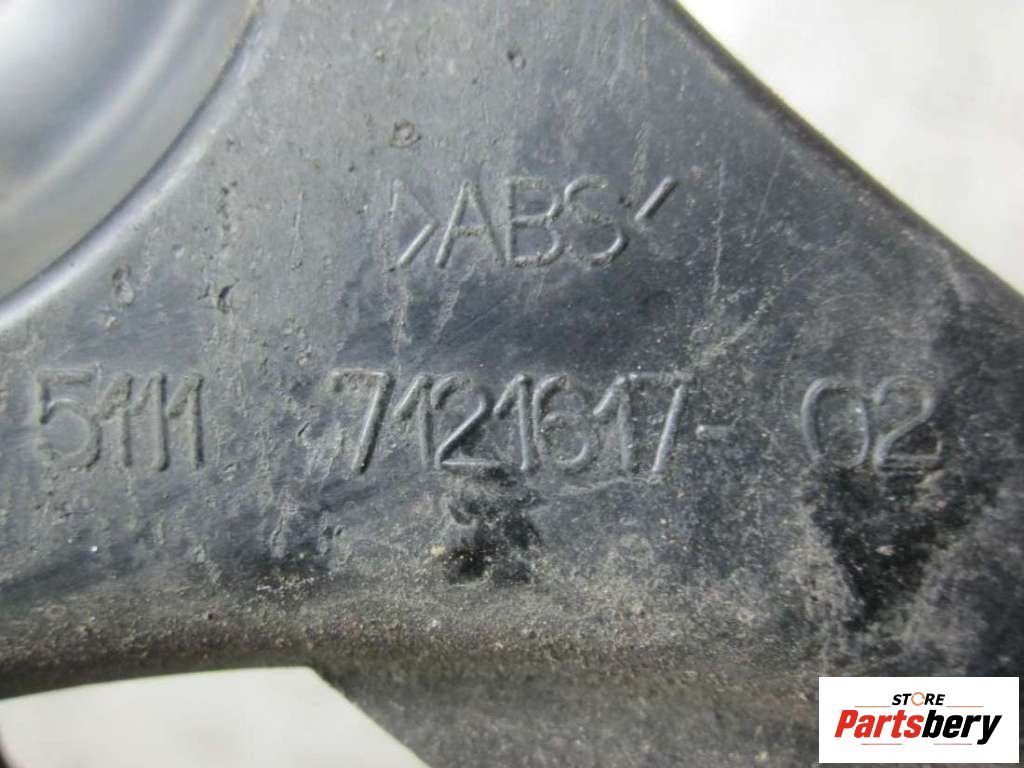 >ABS<
5111 7121617-02
STORE
Partsbery